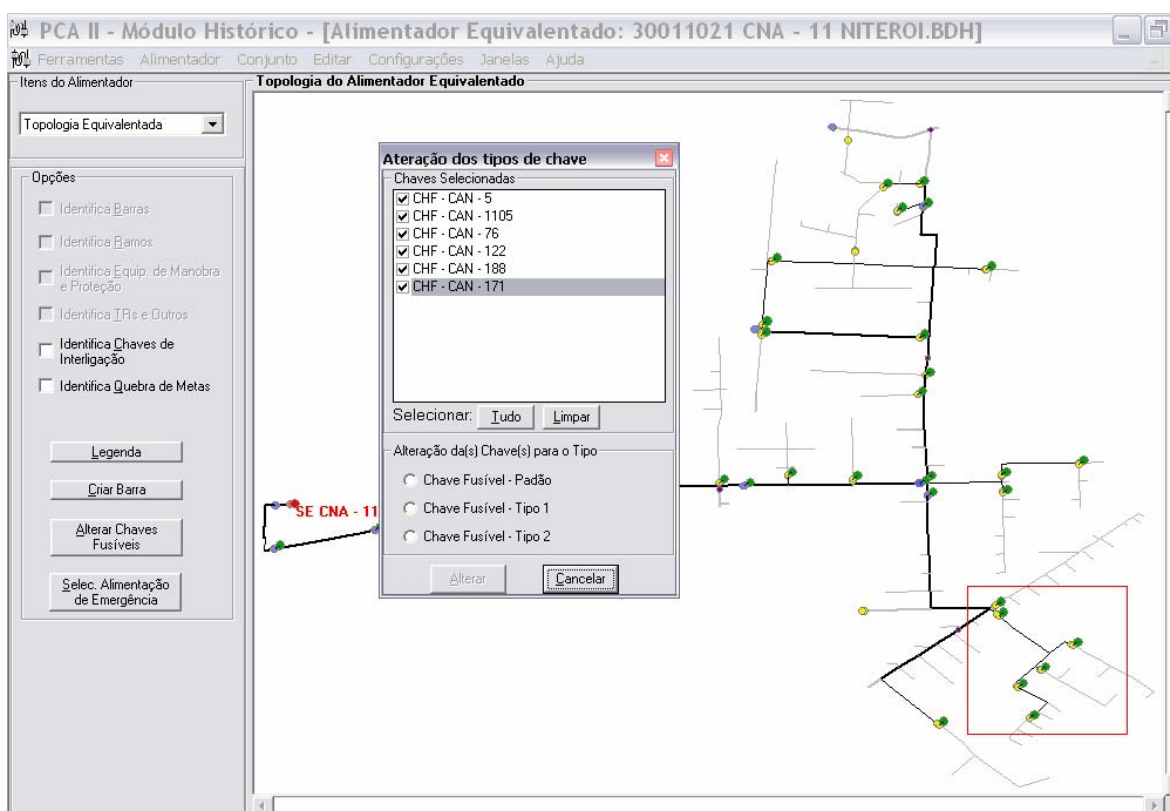 PCA II - Módulo Histórico - [Alimentador Equivalentado: 30011021 CNA - 11 NITEROI.BDH]
Ferramentas Alimentador Conjunto Editar Configurações Janelas Ajuda
Itens do Alimentador
Topologia Equivalentada
Opções
Identifica Barras
Identifica Ramos
Identifica Equip. de Manobra
e Proteção
Identifica TRs e Outros
Identifica Chaves de
Interligação
Identifica Quebra de Metas
Legenda
Criar Barra
Alterar Chaves
Fusíveis
Selec. Alimentação
de Emergência
Topologia do Alimentador Equivalentado
SE CNA - 11
Ateração dos tipos de chave
Chaves Selecionadas
CHF - CAN - 5
CHF - CAN - 1105
CHF - CAN - 76
CHF - CAN - 122
CHF - CAN - 188
CHF - CAN - 171
Selecionar: Tudo Limpar
Alteração da(s) Chave(s) para o Tipo
Chave Fusível - Padão
Chave Fusível - Tipo 1
Chave Fusível - Tipo 2
Alterar Cancelar